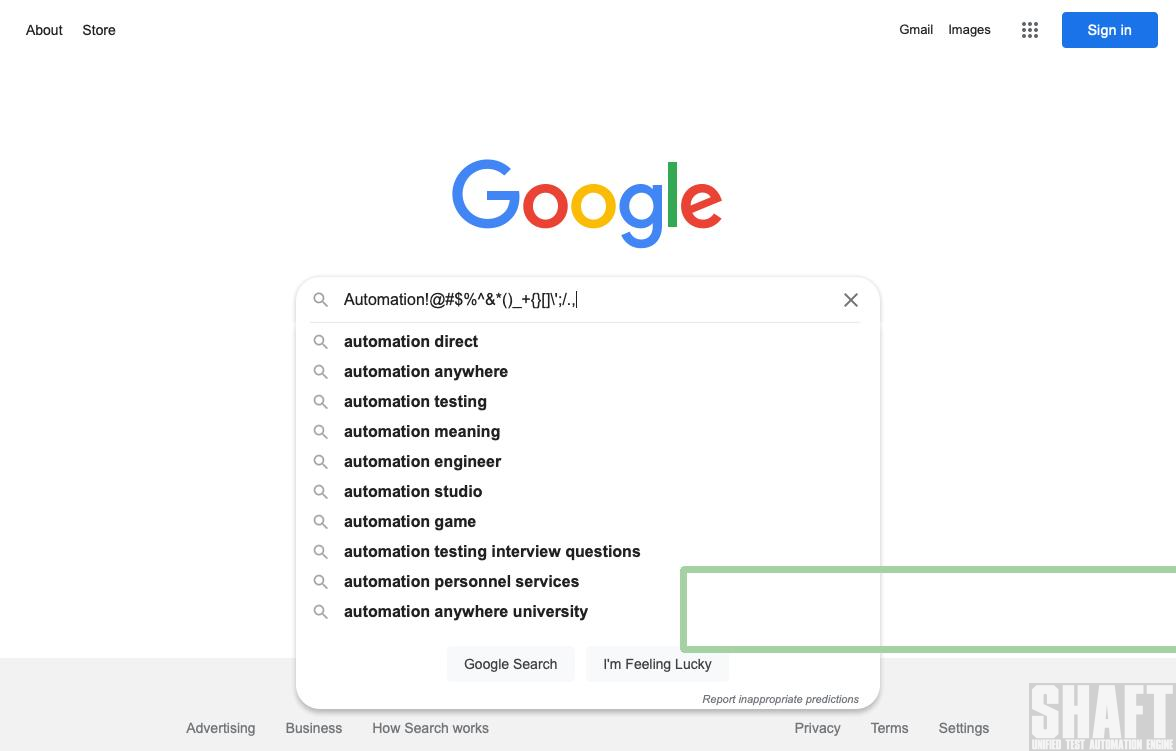 About Store Gmail Images Sign in
Google
Automation!@#$%^&*()_+{}[]\';/.,
automation direct
automation anywhere
automation testing
automation meaning
automation engineer
automation studio
automation game
automation testing interview questions
automation personnel services
automation anywhere university
Google Search I'm Feeling Lucky
Report inappropriate predictions
Advertising Business How Search works Privacy Terms Settings
SHAFT
UNIFIED TEST AUTOMATION ENGINE